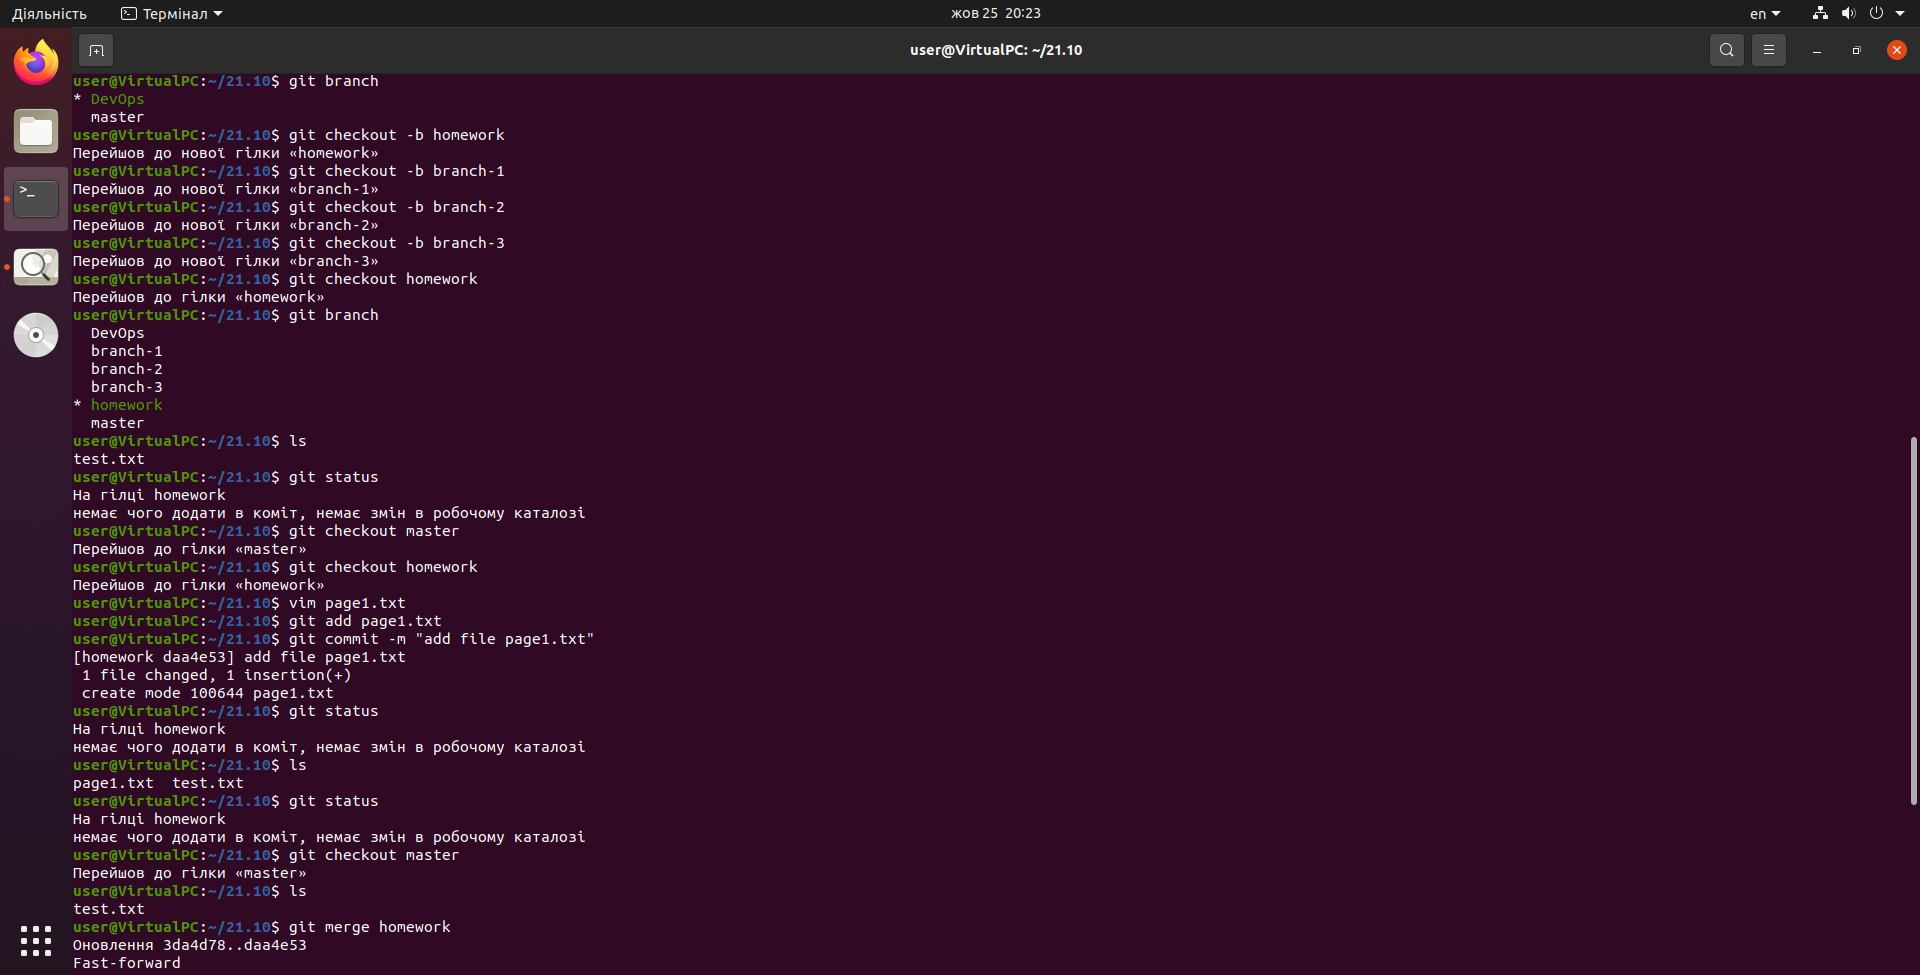 Діяльність
Термінал
жов 25 20:23
en
user@VirtualPC: ~/21.10
user@VirtualPC:~/21.10$ git branch
* DevOps
  master
user@VirtualPC:~/21.10$ git checkout -b homework
Перейшов до нової гілки «homework»
user@VirtualPC:~/21.10$ git checkout -b branch-1
Перейшов до нової гілки «branch-1»
user@VirtualPC:~/21.10$ git checkout -b branch-2
Перейшов до нової гілки «branch-2»
user@VirtualPC:~/21.10$ git checkout -b branch-3
Перейшов до нової гілки «branch-3»
user@VirtualPC:~/21.10$ git checkout homework
Перейшов до гілки «homework»
user@VirtualPC:~/21.10$ git branch
  DevOps
  branch-1
  branch-2
  branch-3
* homework
  master
user@VirtualPC:~/21.10$ ls
test.txt
user@VirtualPC:~/21.10$ git status
На гілці homework
немає чого додати в коміт, немає змін в робочому каталозі
user@VirtualPC:~/21.10$ git checkout master
Перейшов до гілки «master»
user@VirtualPC:~/21.10$ git checkout homework
Перейшов до гілки «homework»
user@VirtualPC:~/21.10$ vim page1.txt
user@VirtualPC:~/21.10$ git add page1.txt
user@VirtualPC:~/21.10$ git commit -m "add file page1.txt"
[homework daa4e53] add file page1.txt
 1 file changed, 1 insertion(+)
 create mode 100644 page1.txt
user@VirtualPC:~/21.10$ git status
На гілці homework
немає чого додати в коміт, немає змін в робочому каталозі
user@VirtualPC:~/21.10$ ls
page1.txt  test.txt
user@VirtualPC:~/21.10$ git status
На гілці homework
немає чого додати в коміт, немає змін в робочому каталозі
user@VirtualPC:~/21.10$ git checkout master
Перейшов до гілки «master»
user@VirtualPC:~/21.10$ ls
test.txt
user@VirtualPC:~/21.10$ git merge homework
Оновлення 3da4d78..daa4e53
Fast-forward